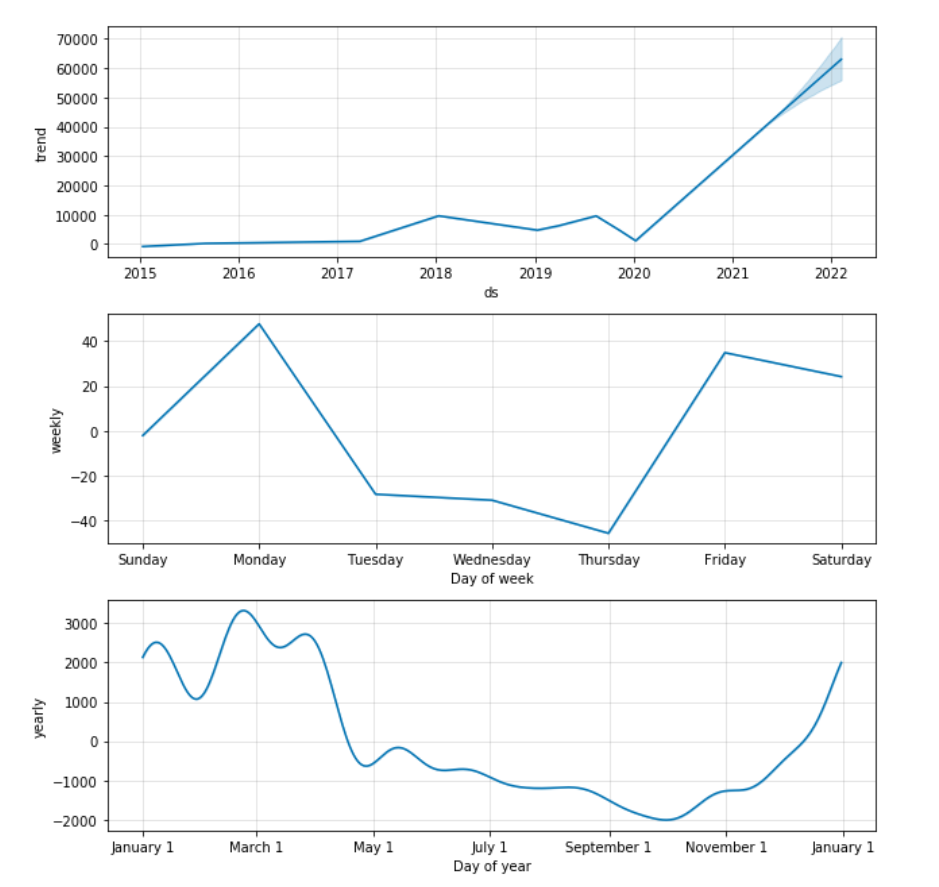 70000
60000
50000
40000
30000
20000
10000
0
trend
2015 2016 2017 2018 2019 2020 2021 2022
ds
40
20
0
−20
−40
weekly
Sunday Monday Tuesday Wednesday Thursday Friday Saturday
Day of week
3000
2000
1000
0
−1000
−2000
yearly
January 1 March 1 May 1 July 1 September 1 November 1 January 1
Day of year